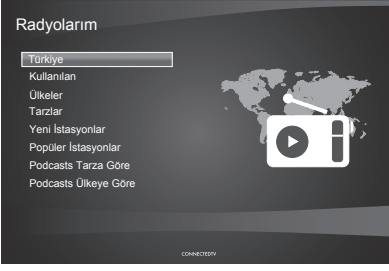 Radyolarım
Türkiye
Kullanılan
Ülkeler
Tarzlar
Yeni İstasyonlar
Popüler İstasyonlar
Podcasts Tarza Göre
Podcasts Ülkeye Göre
CONNECTEDTV